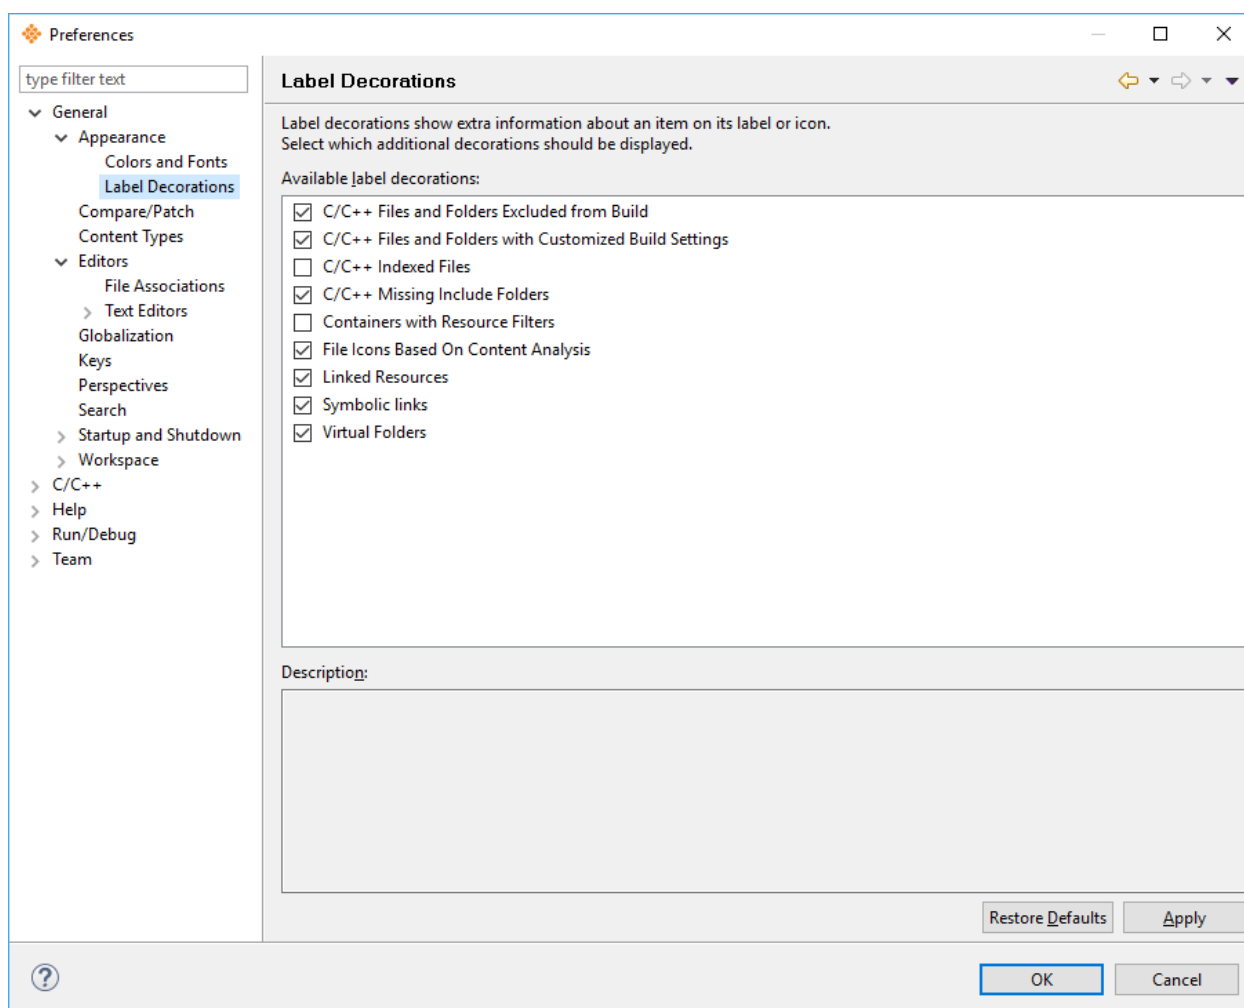 Preferences
type filter text
General
Appearance
Colors and Fonts
Label Decorations
Compare/Patch
Content Types
Editors
File Associations
Text Editors
Globalization
Keys
Perspectives
Search
Startup and Shutdown
Workspace
C/C++
Help
Run/Debug
Team
Label Decorations
Label decorations show extra information about an item on its label or icon.
Select which additional decorations should be displayed.
Available label decorations:
C/C++ Files and Folders Excluded from Build
C/C++ Files and Folders with Customized Build Settings
C/C++ Indexed Files
C/C++ Missing Include Folders
Containers with Resource Filters
File Icons Based On Content Analysis
Linked Resources
Symbolic links
Virtual Folders
Description:
Restore Defaults
Apply
?
OK
Cancel